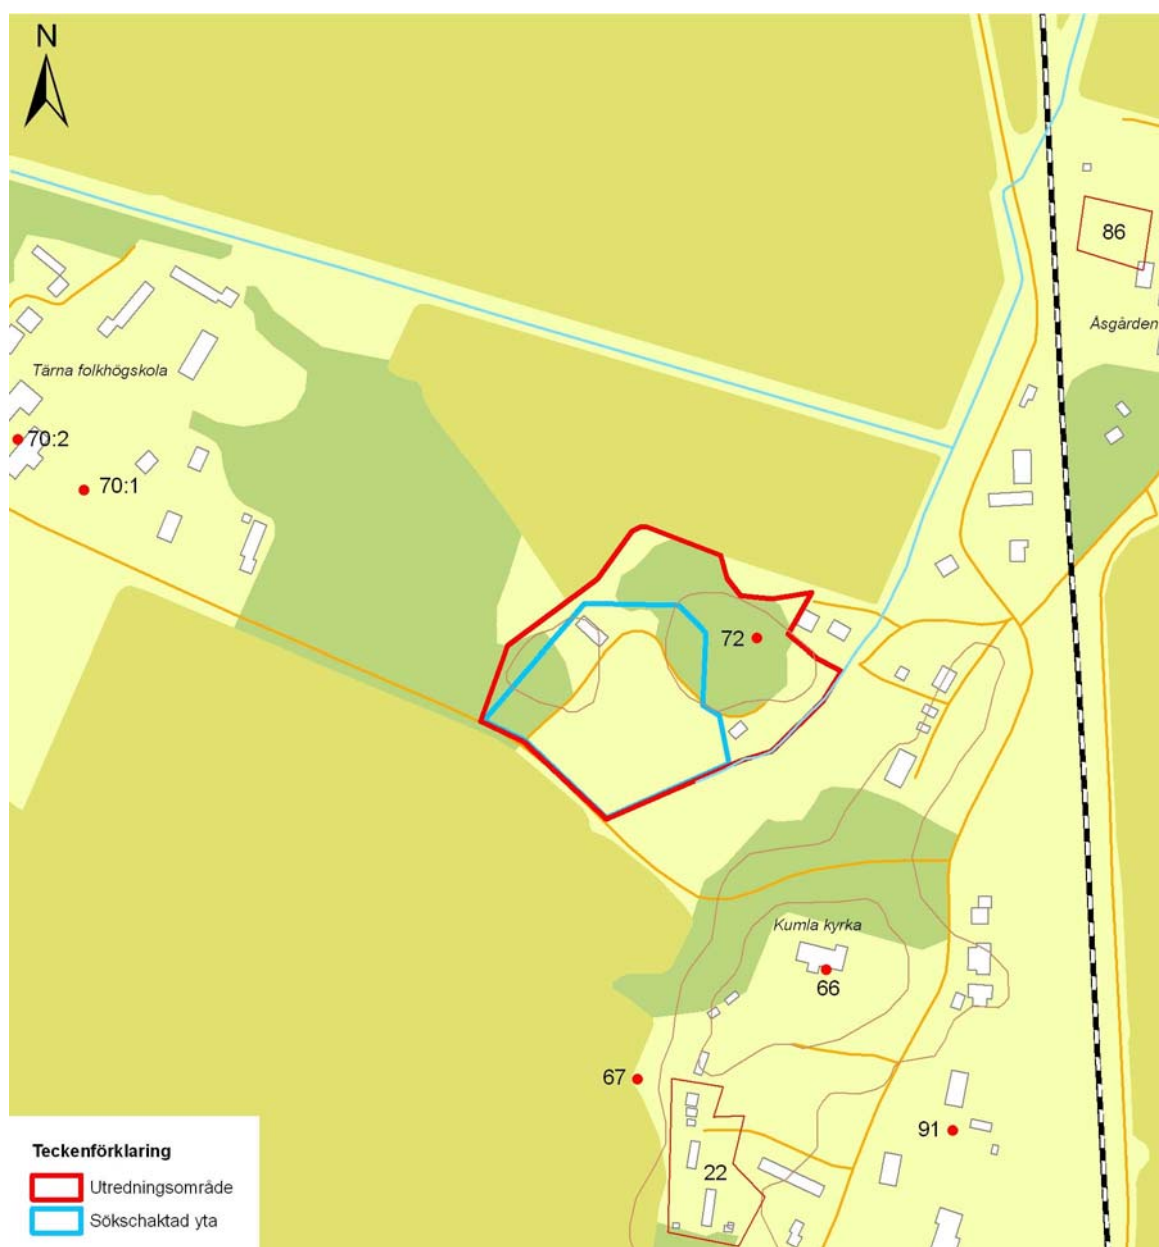 N
86
Åsgården
Tärna folkhögskola
70:2
70:1
72
Kumla kyrka
66
67
91
22
Teckenförklaring
Utredningsområde
Sökschaktad yta